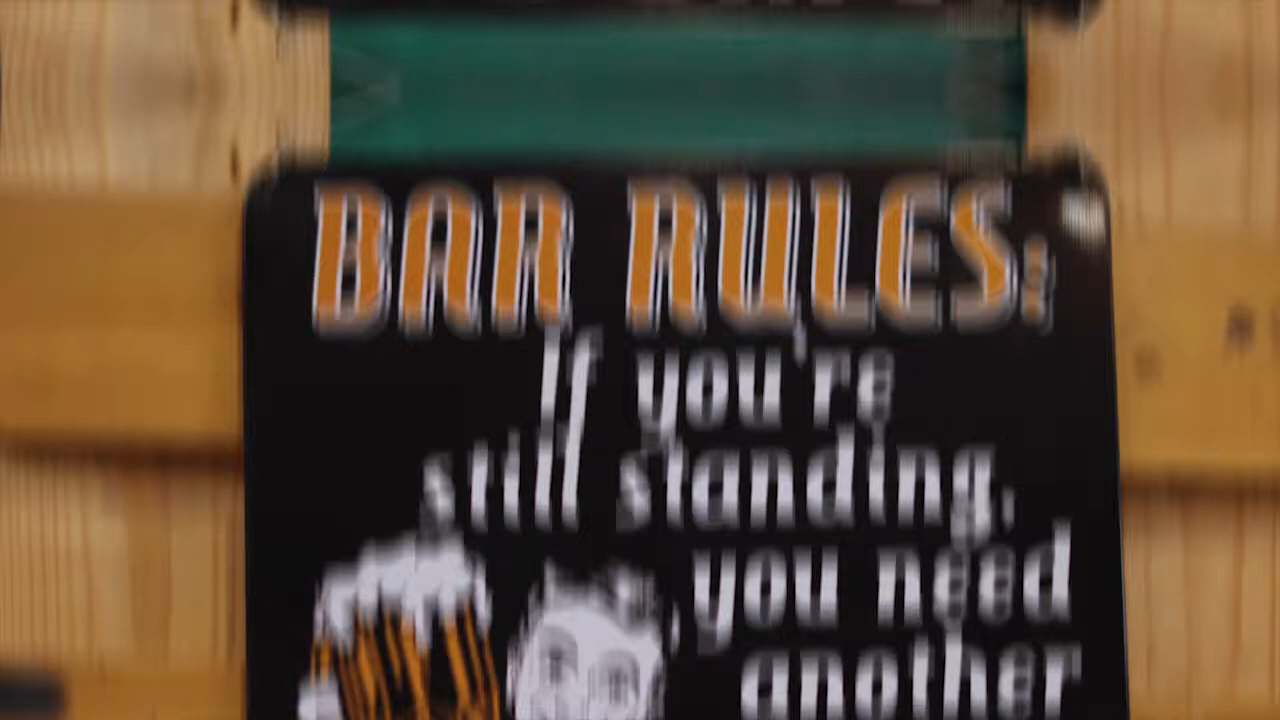 BAR RULES:
If you're
still standing,
you need
another